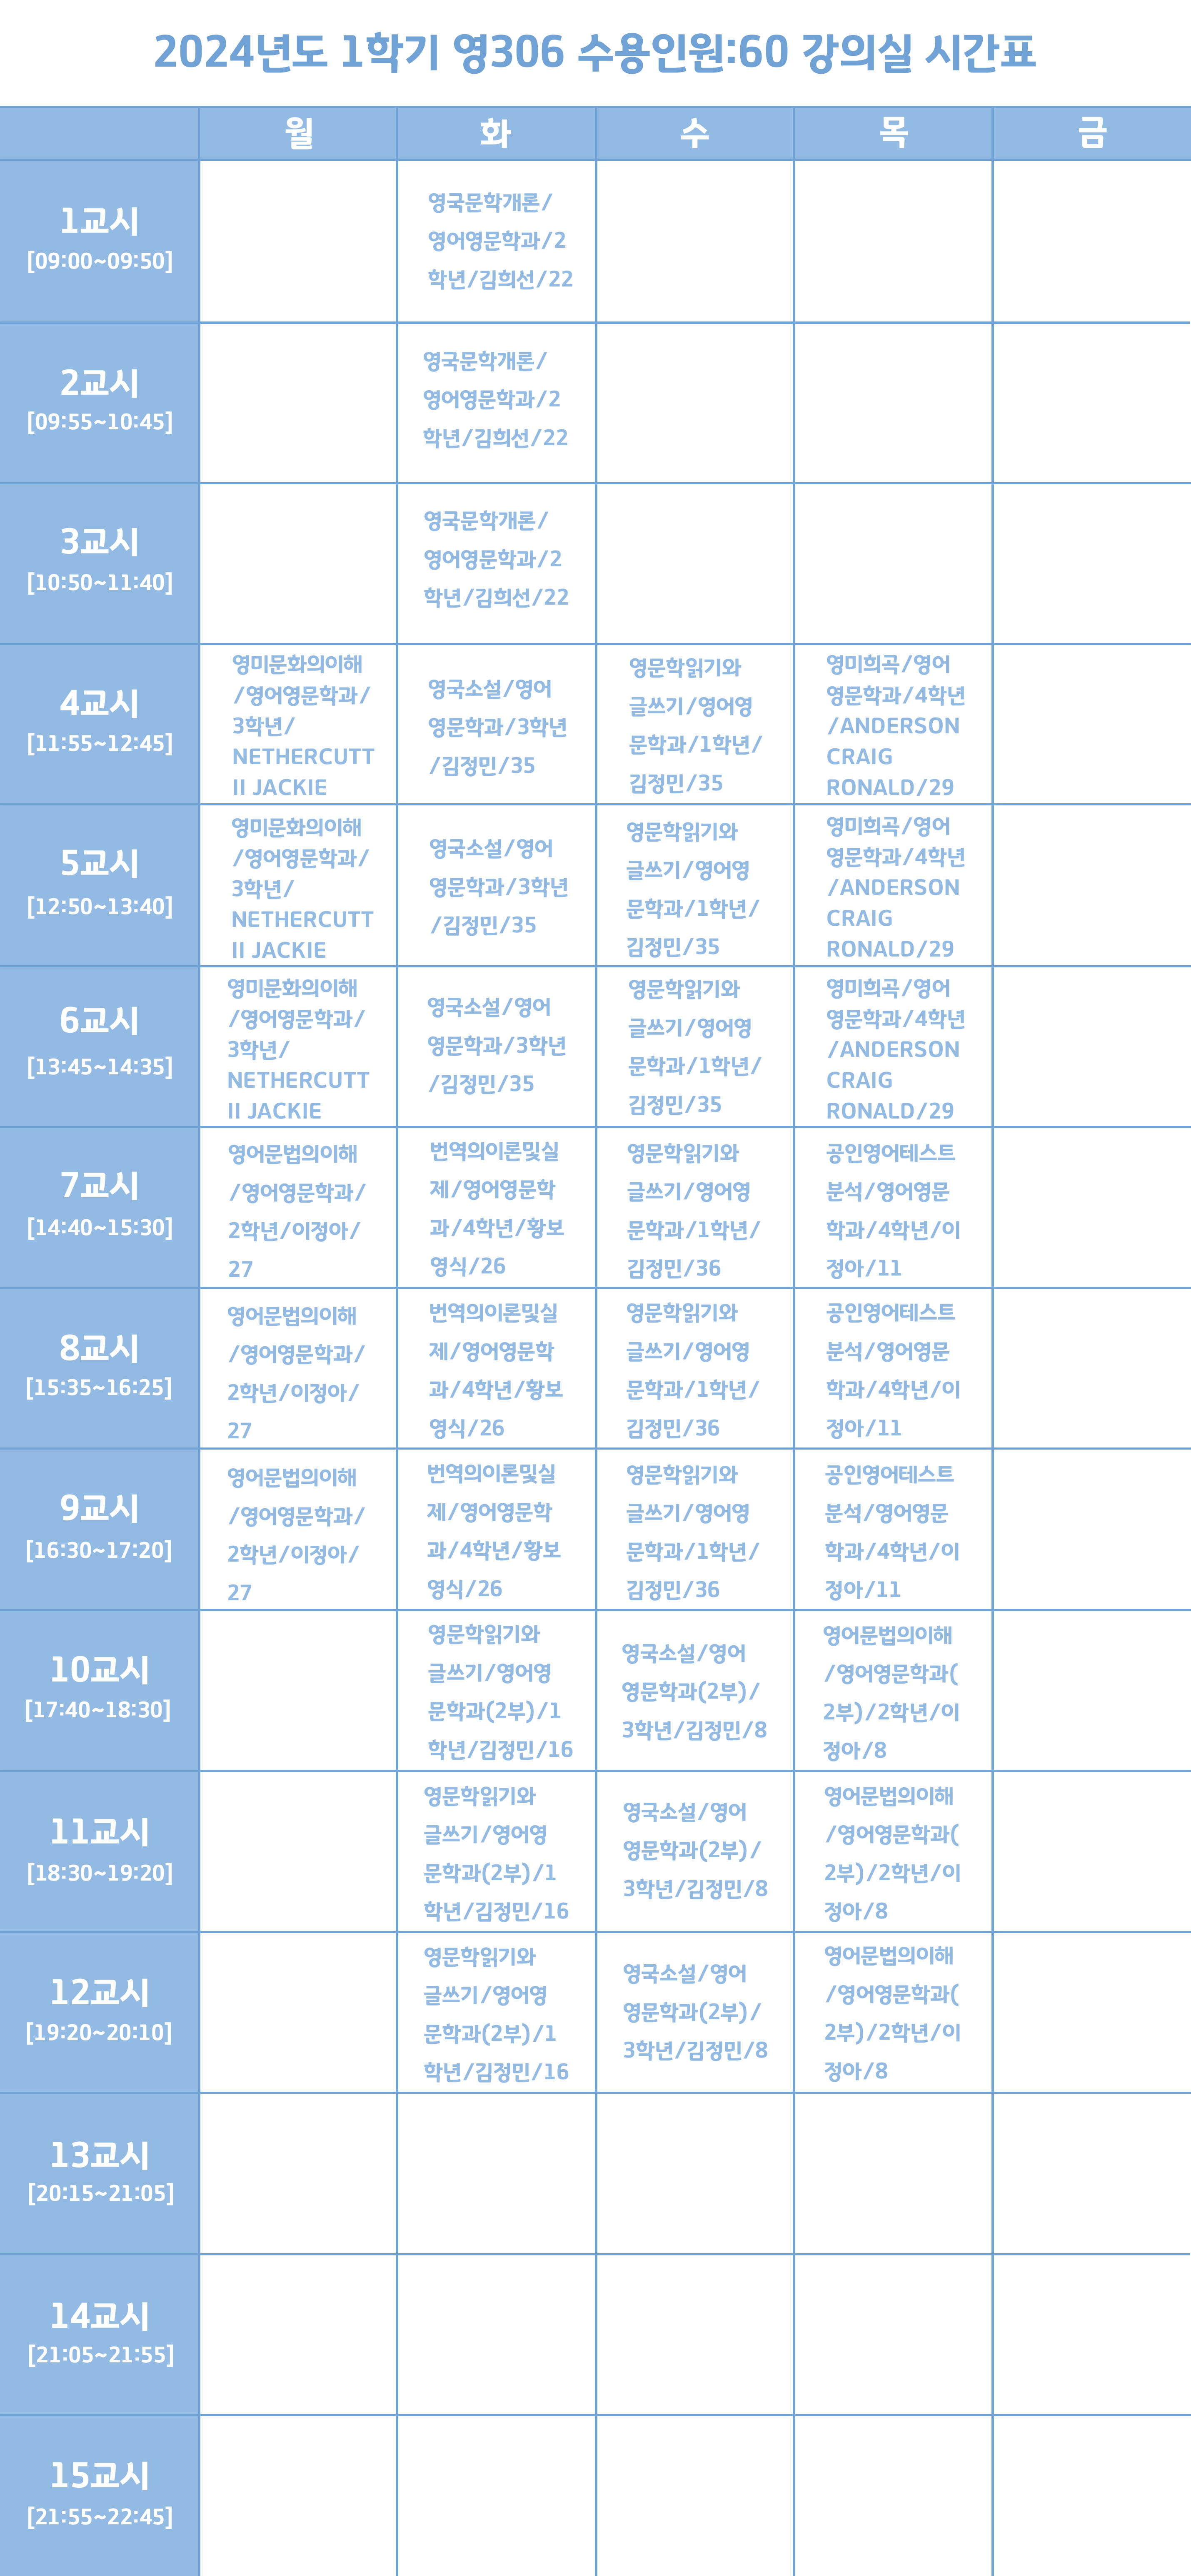 2024년도 1학기 영306 수용인원:60 강의실 시간표
월 화 수 목 금
1교시
[09:00~09:50]
영국문학개론/
영어영문학과/2
학년/김희선/22
2교시
[09:55~10:45]
영국문학개론/
영어영문학과/2
학년/김희선/22
3교시
[10:50~11:40]
영국문학개론/
영어영문학과/2
학년/김희선/22
4교시
[11:55~12:45]
영미문화의이해
/영어영문학과/
3학년/
NETHERCUTT
II JACKIE
영국소설/영어
영문학과/3학년
/김정민/35
영문학읽기와
글쓰기/영어영
문학과/1학년/
김정민/35
영미희곡/영어
영문학과/4학년
/ANDERSON
CRAIG
RONALD/29
5교시
[12:50~13:40]
영미문화의이해
/영어영문학과/
3학년/
NETHERCUTT
II JACKIE
영국소설/영어
영문학과/3학년
/김정민/35
영문학읽기와
글쓰기/영어영
문학과/1학년/
김정민/35
영미희곡/영어
영문학과/4학년
/ANDERSON
CRAIG
RONALD/29
6교시
[13:45~14:35]
영미문화의이해
/영어영문학과/
3학년/
NETHERCUTT
II JACKIE
영국소설/영어
영문학과/3학년
/김정민/35
영문학읽기와
글쓰기/영어영
문학과/1학년/
김정민/35
영미희곡/영어
영문학과/4학년
/ANDERSON
CRAIG
RONALD/29
7교시
[14:40~15:30]
영어문법의이해
/영어영문학과/
2학년/이정아/
27
번역의이론및실
제/영어영문학
과/4학년/황보
영식/26
영문학읽기와
글쓰기/영어영
문학과/1학년/
김정민/36
공인영어테스트
분석/영어영문
학과/4학년/이
정아/11
8교시
[15:35~16:25]
영어문법의이해
/영어영문학과/
2학년/이정아/
27
번역의이론및실
제/영어영문학
과/4학년/황보
영식/26
영문학읽기와
글쓰기/영어영
문학과/1학년/
김정민/36
공인영어테스트
분석/영어영문
학과/4학년/이
정아/11
9교시
[16:30~17:20]
영어문법의이해
/영어영문학과/
2학년/이정아/
27
번역의이론및실
제/영어영문학
과/4학년/황보
영식/26
영문학읽기와
글쓰기/영어영
문학과/1학년/
김정민/36
공인영어테스트
분석/영어영문
학과/4학년/이
정아/11
10교시
[17:40~18:30]
영문학읽기와
글쓰기/영어영
문학과(2부)/1
학년/김정민/16
영국소설/영어
영문학과(2부)/
3학년/김정민/8
영어문법의이해
/영어영문학과(
2부)/2학년/이
정아/8
11교시
[18:30~19:20]
영문학읽기와
글쓰기/영어영
문학과(2부)/1
학년/김정민/16
영국소설/영어
영문학과(2부)/
3학년/김정민/8
영어문법의이해
/영어영문학과(
2부)/2학년/이
정아/8
12교시
[19:20~20:10]
영문학읽기와
글쓰기/영어영
문학과(2부)/1
학년/김정민/16
영국소설/영어
영문학과(2부)/
3학년/김정민/8
영어문법의이해
/영어영문학과(
2부)/2학년/이
정아/8
13교시
[20:15~21:05]
14교시
[21:05~21:55]
15교시
[21:55~22:45]